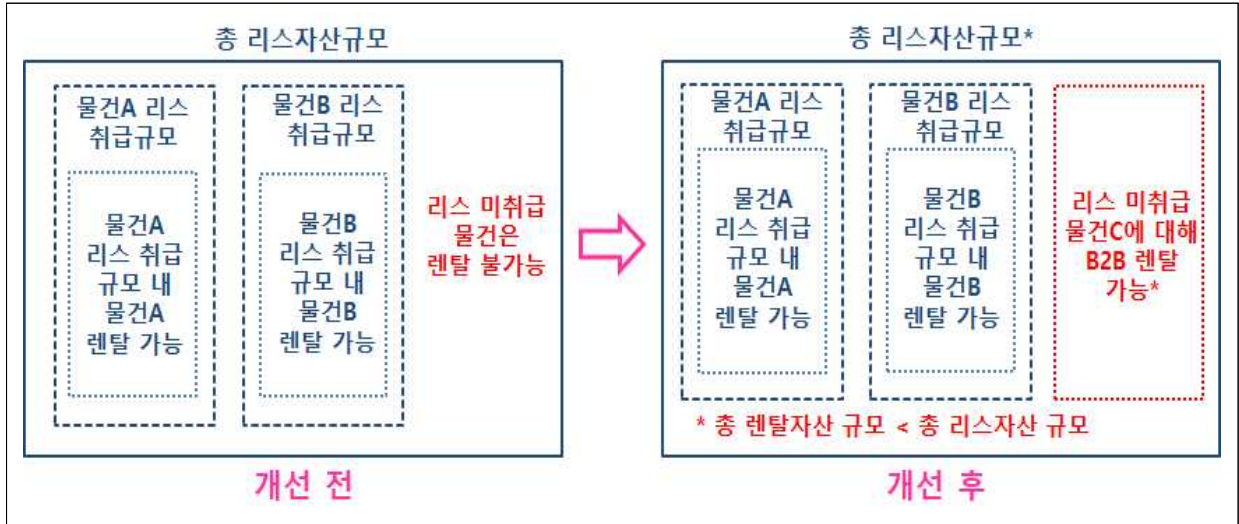 총 리스자산규모
물건A 리스
취급규모
물건A
리스 취급
규모 내
물건A
렌탈 가능
물건B 리스
취급규모
물건B
리스 취급
규모 내
물건B
렌탈 가능
리스 미취급
물건은
렌탈 불가능
개선 전
총 리스자산규모*
물건A 리스
취급규모
물건A
리스 취급
규모 내
물건A
렌탈 가능
물건B 리스
취급규모
물건B
리스 취급
규모 내
물건B
렌탈 가능
리스 미취급
물건C에 대해
B2B 렌탈
가능*
* 총 렌탈자산 규모 < 총 리스자산 규모
개선 후